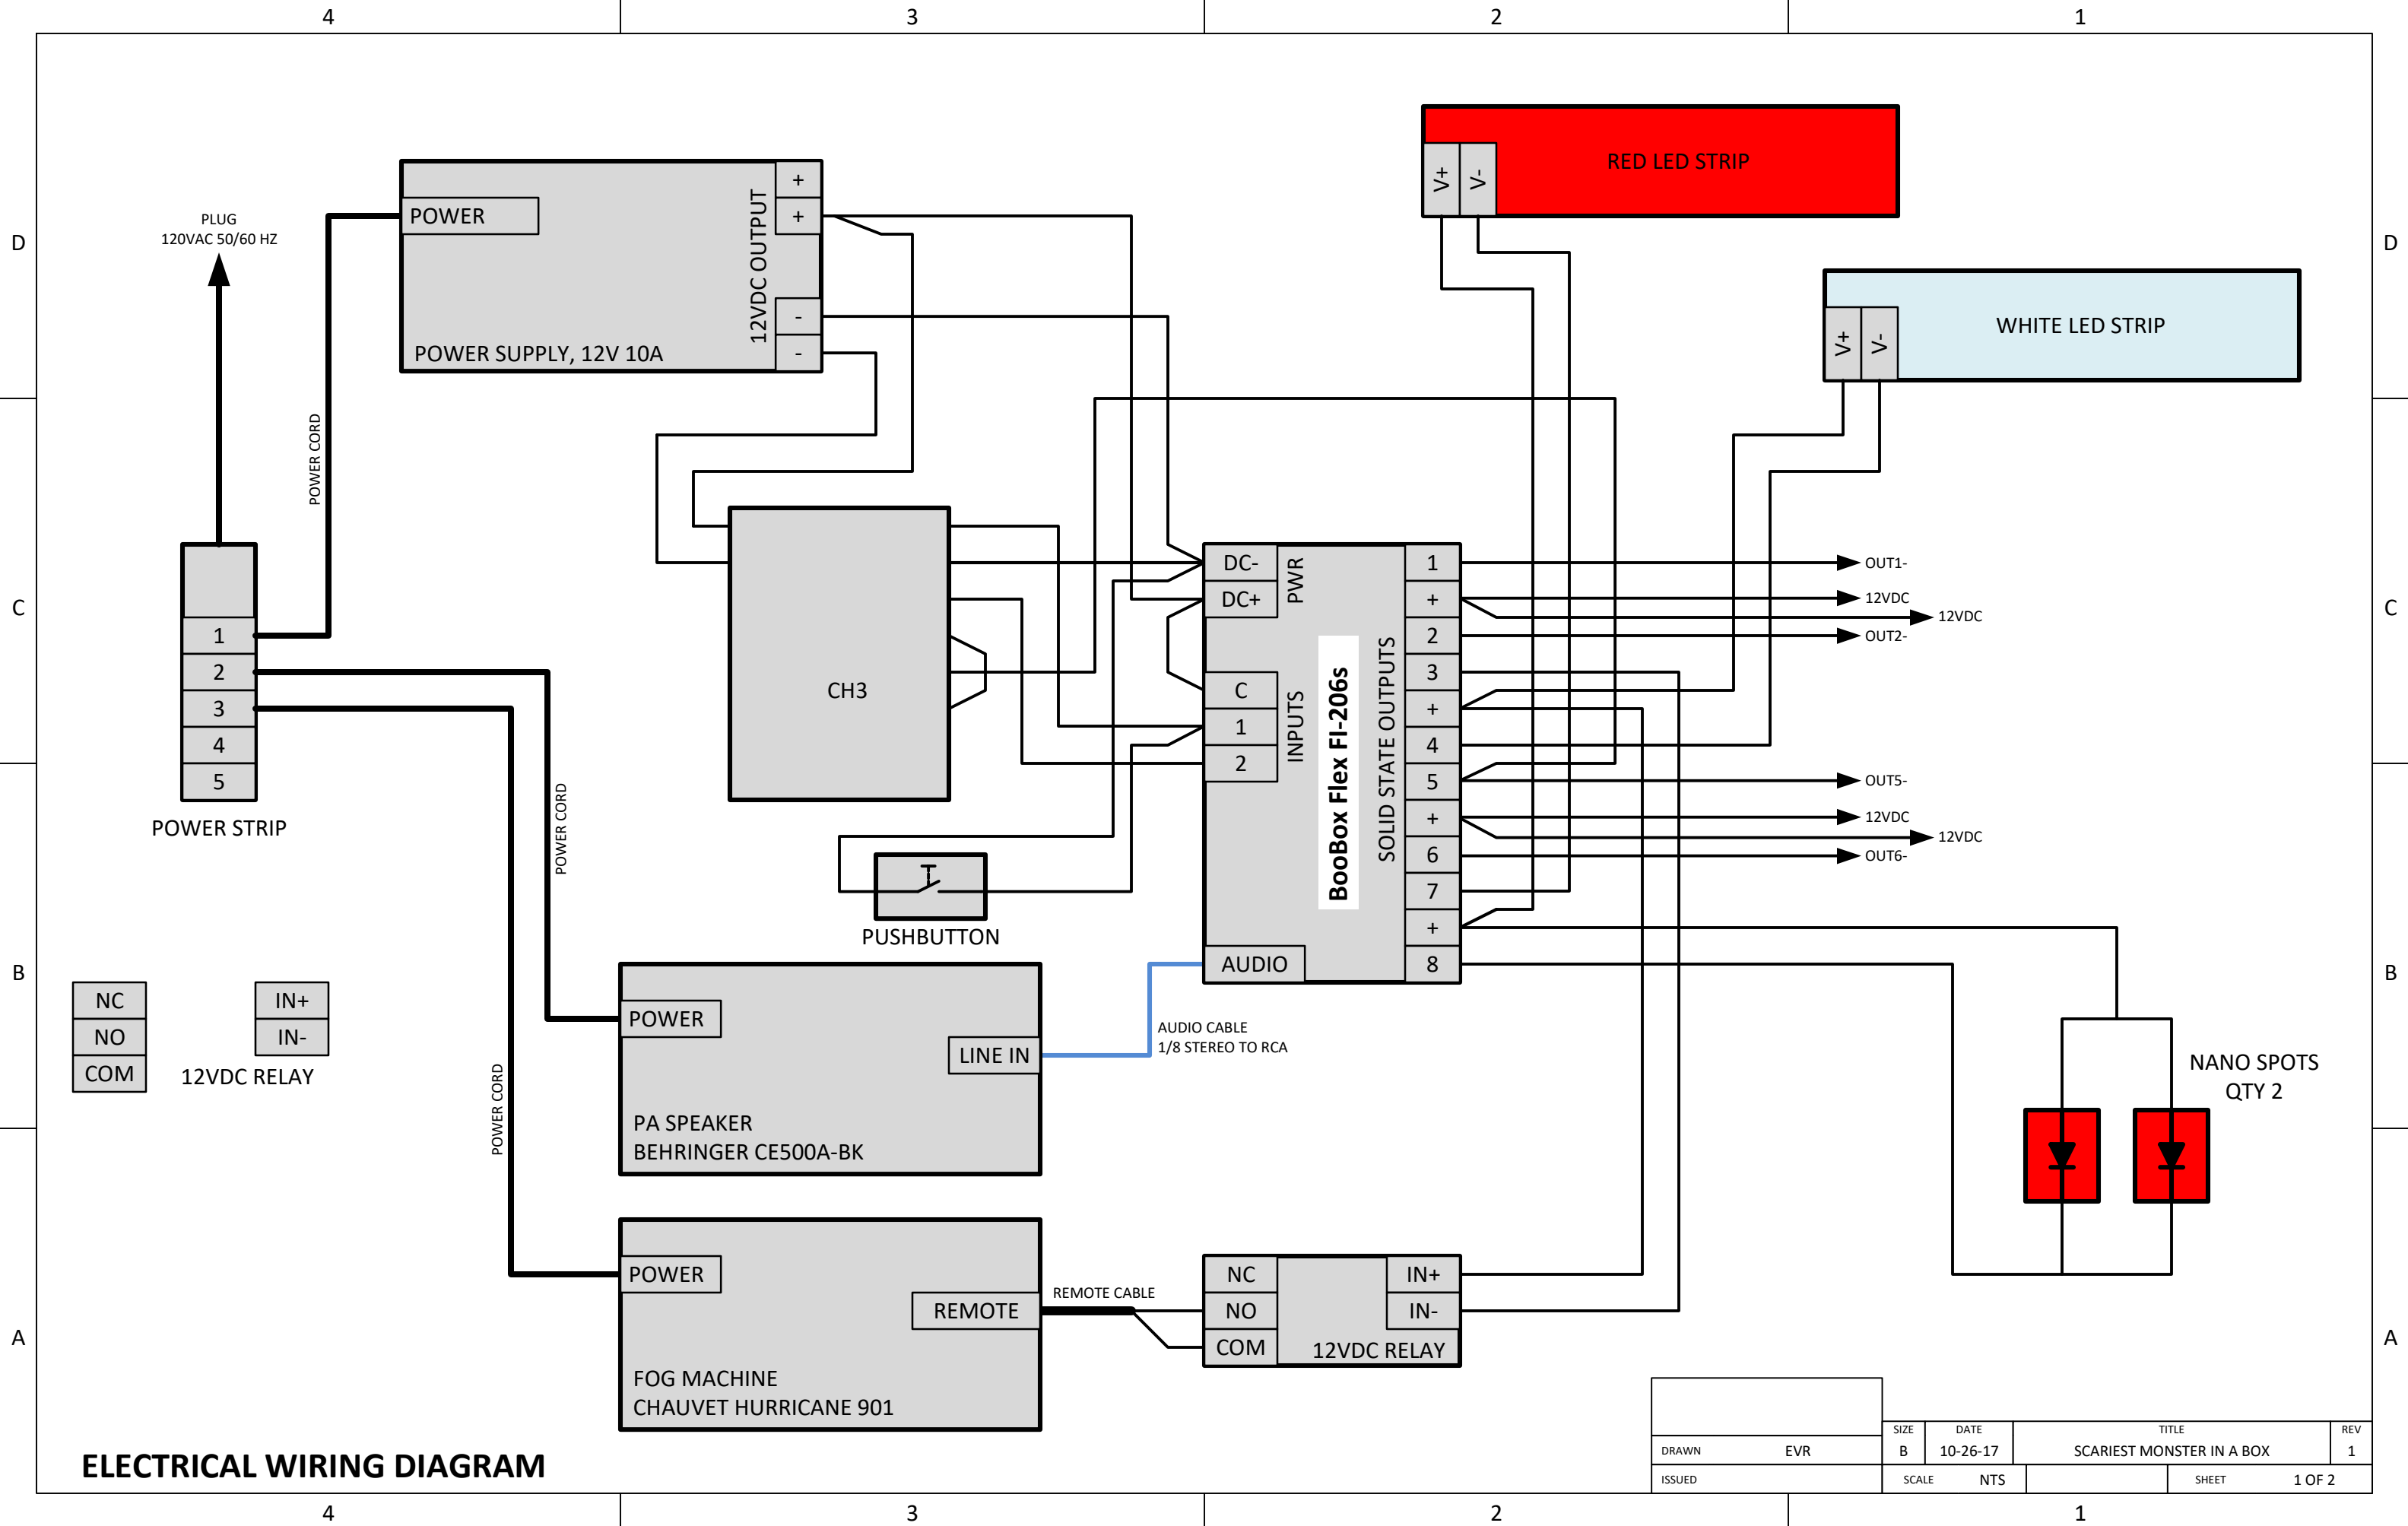 4
3
2
1
D
C
B
A
D
C
B
A
PLUG
120VAC 50/60 HZ
POWER CORD
1
2
3
4
5
POWER STRIP
POWER
12VDC OUTPUT
+
+
-
-
POWER SUPPLY, 12V 10A
RED LED STRIP
V+
V-
WHITE LED STRIP
V+
V-
CH3
PUSHBUTTON
DC-
DC+
PWR
C
1
2
INPUTS
BooBox Flex FI-206s
SOLID STATE OUTPUTS
AUDIO
1
+
2
3
+
4
5
+
6
7
+
8
OUT1-
12VDC
12VDC
OUT2-
OUT5-
12VDC
12VDC
OUT6-
POWER CORD
POWER CORD
NC
NO
COM
IN+
IN-
12VDC RELAY
POWER
LINE IN
PA SPEAKER
BEHRINGER CE500A-BK
AUDIO CABLE
1/8 STEREO TO RCA
NANO SPOTS
QTY 2
POWER
REMOTE
FOG MACHINE
CHAUVET HURRICANE 901
REMOTE CABLE
NC
NO
COM
IN+
IN-
12VDC RELAY
ELECTRICAL WIRING DIAGRAM
DRAWN EVR
ISSUED
SIZE DATE TITLE REV
B 10-26-17 SCARIEST MONSTER IN A BOX 1
SCALE NTS SHEET 1 OF 2
4
3
2
1